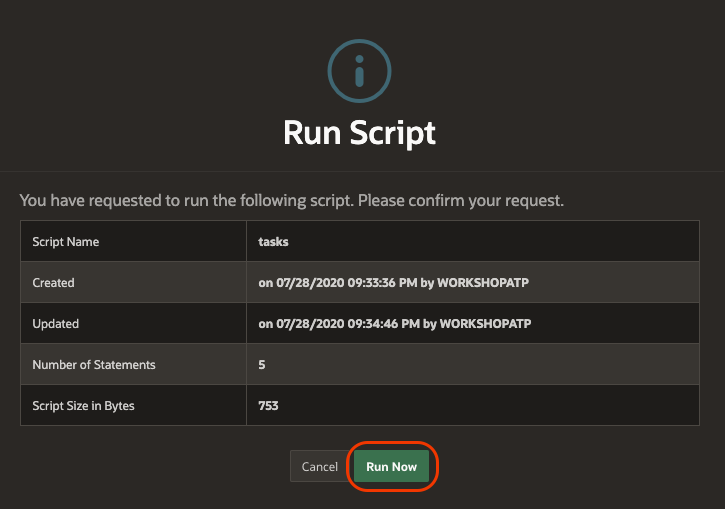 Run Script
You have requested to run the following script. Please confirm your request.
Script Name tasks
Created on 07/28/2020 09:33:36 PM by WORKSHOPATP
Updated on 07/28/2020 09:34:46 PM by WORKSHOPATP
Number of Statements 5
Script Size in Bytes 753
Cancel Run Now